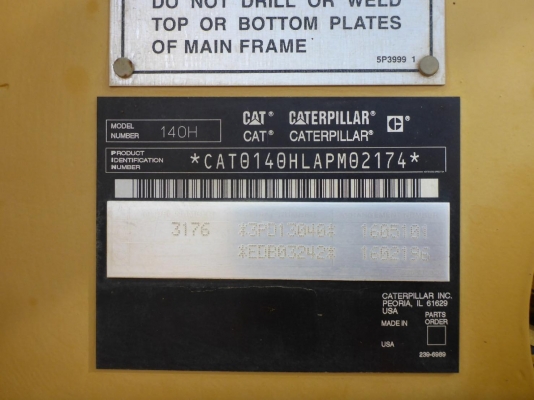 DO NOT DRILL OR WELD
TOP OR BOTTOM PLATES
OF MAIN FRAME
5P3999 1
MODEL NUMBER 140H
CAT® CATERPILLAR®
CAT® CATERPILLAR®
PRODUCT IDENTIFICATION NUMBER *CAT0140HLAPM02174*
3176
CATERPILLAR INC.
PEORIA, IL 61629
USA
MADE IN
PARTS ORDER
USA
239-6989